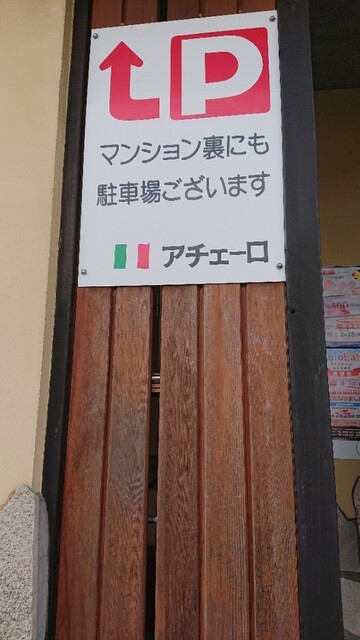 P
マンション裏にも
駐車場ございます
アチェーロ